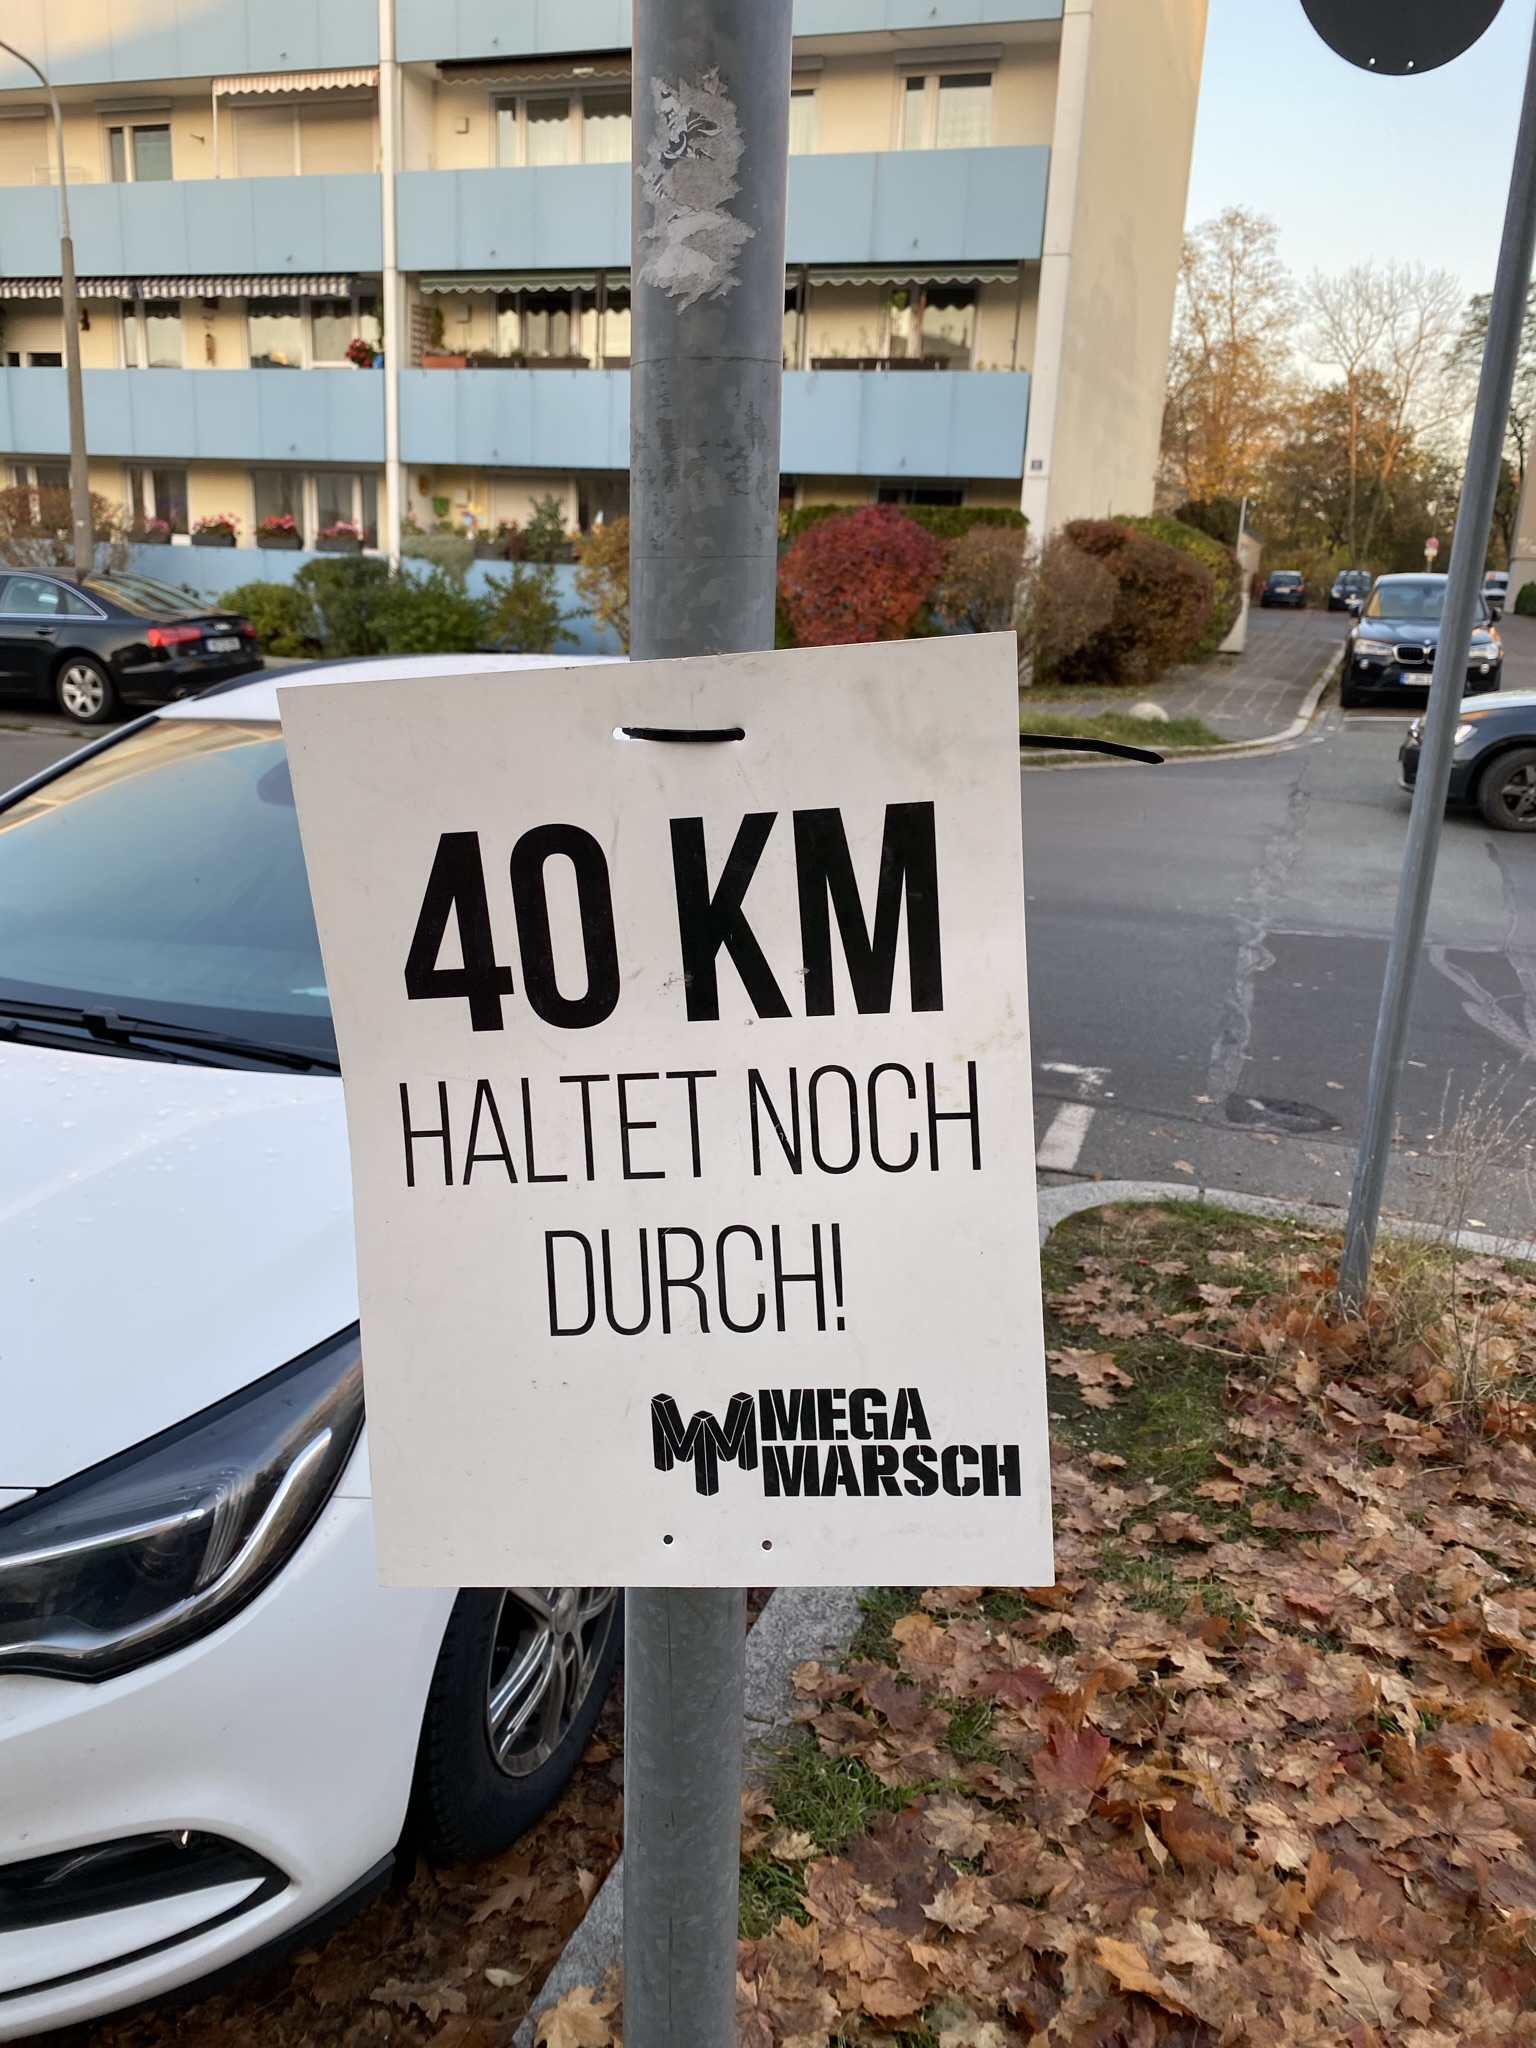 40 KM
HALTET NOCH
DURCH!
MEGA
MARSCH